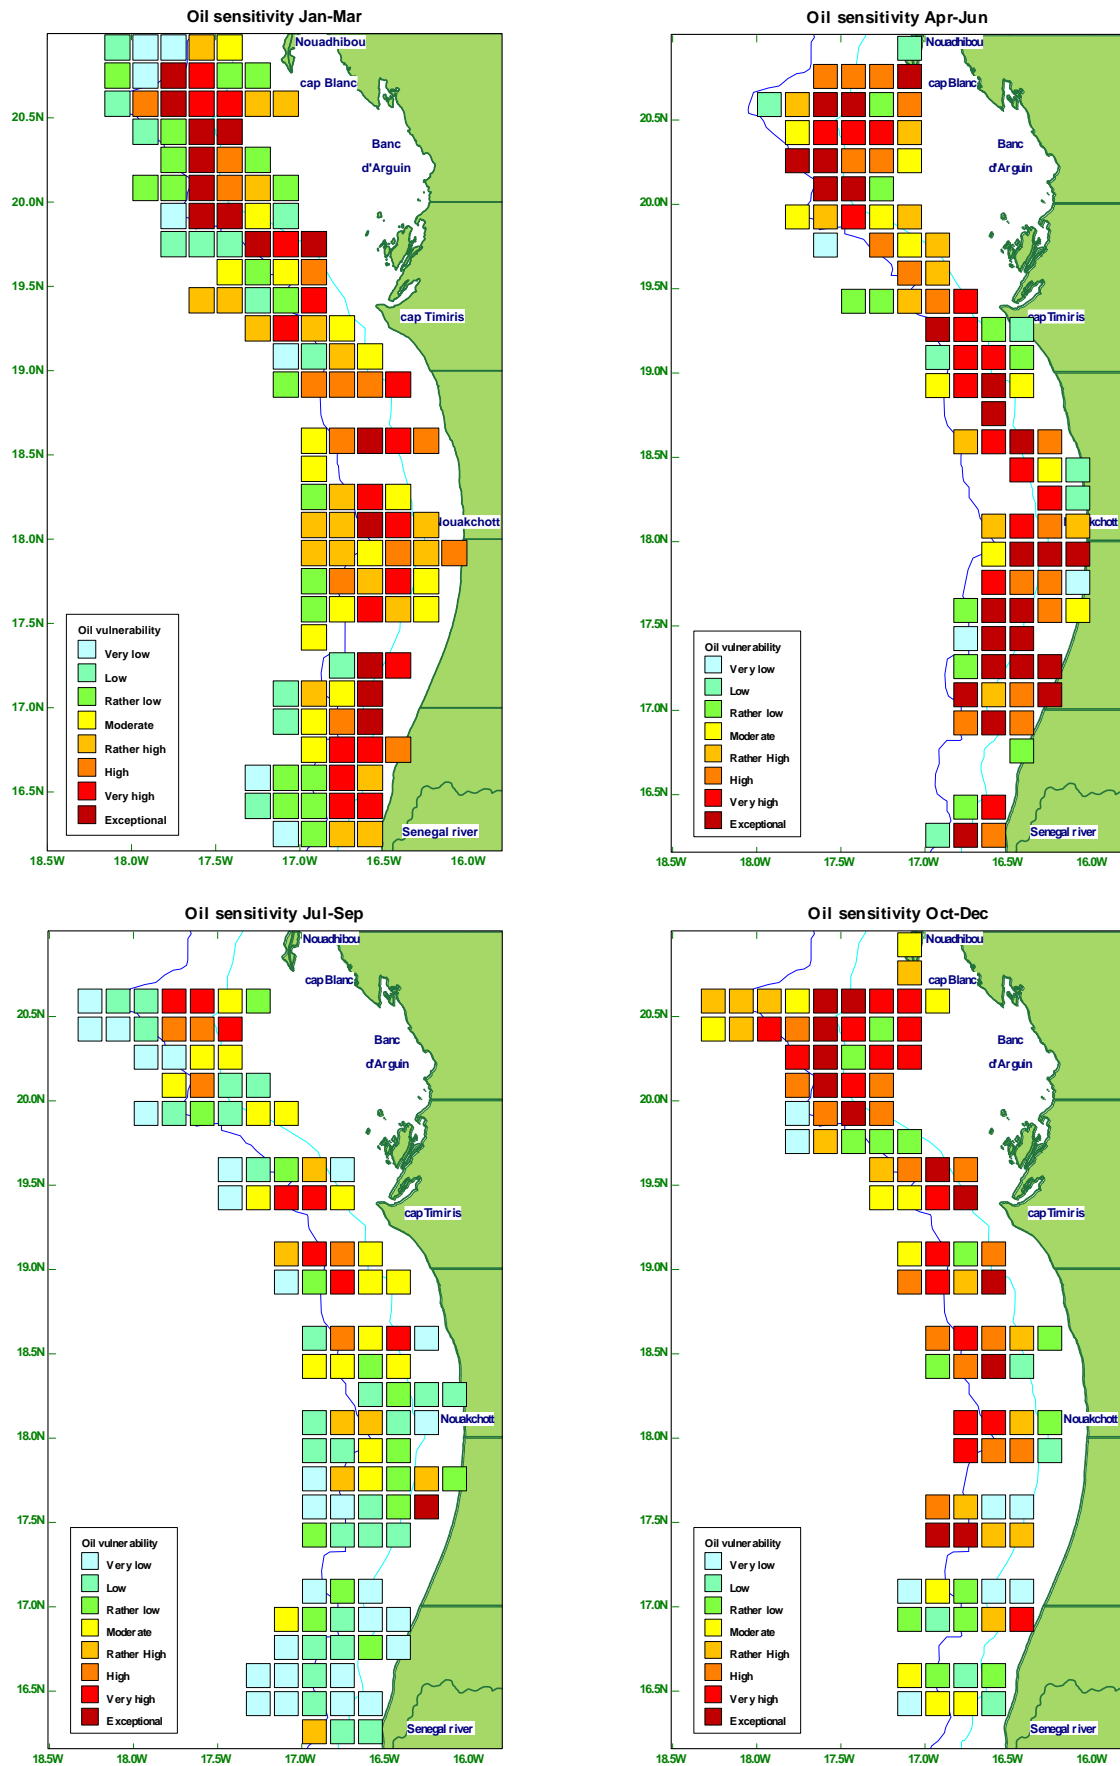 Oil sensitivity Jan-Mar
Nouadhibou
cap Blanc
20.5N
Banc
d'Arguin
20.0N
19.5N
cap Timiris
19.0N
18.5N
Nouakchott
18.0N
17.5N
Oil vulnerability
Very low
Low
Rather low
Moderate
Rather high
High
Very high
Exceptional
17.0N
16.5N
Senegal river
18.5W 18.0W 17.5W 17.0W 16.5W 16.0W
Oil sensitivity Apr-Jun
Nouadhibou
cap Blanc
20.5N
Banc
d'Arguin
20.0N
19.5N
cap Timiris
19.0N
18.5N
kchott
18.0N
17.5N
Oil vulnerability
Very low
Low
Rather low
Moderate
Rather High
High
Very high
Exceptional
17.0N
16.5N
Senegal river
18.5W 18.0W 17.5W 17.0W 16.5W 16.0W
Oil sensitivity Jul-Sep
Nouadhibou
cap Blanc
20.5N
Banc
d'Arguin
20.0N
19.5N
cap Timiris
19.0N
18.5N
Nouakchott
18.0N
17.5N
Oil vulnerability
Very low
Low
Rather low
Moderate
Rather High
High
Very high
Exceptional
17.0N
16.5N
Senegal river
18.5W 18.0W 17.5W 17.0W 16.5W 16.0W
Oil sensitivity Oct-Dec
Nouadhibou
cap Blanc
20.5N
Banc
d'Arguin
20.0N
19.5N
cap Timiris
19.0N
18.5N
Nouakchott
18.0N
17.5N
Oil vulnerability
Very low
Low
Rather low
Moderate
Rather High
High
Very high
Exceptional
17.0N
16.5N
Senegal river
18.5W 18.0W 17.5W 17.0W 16.5W 16.0W